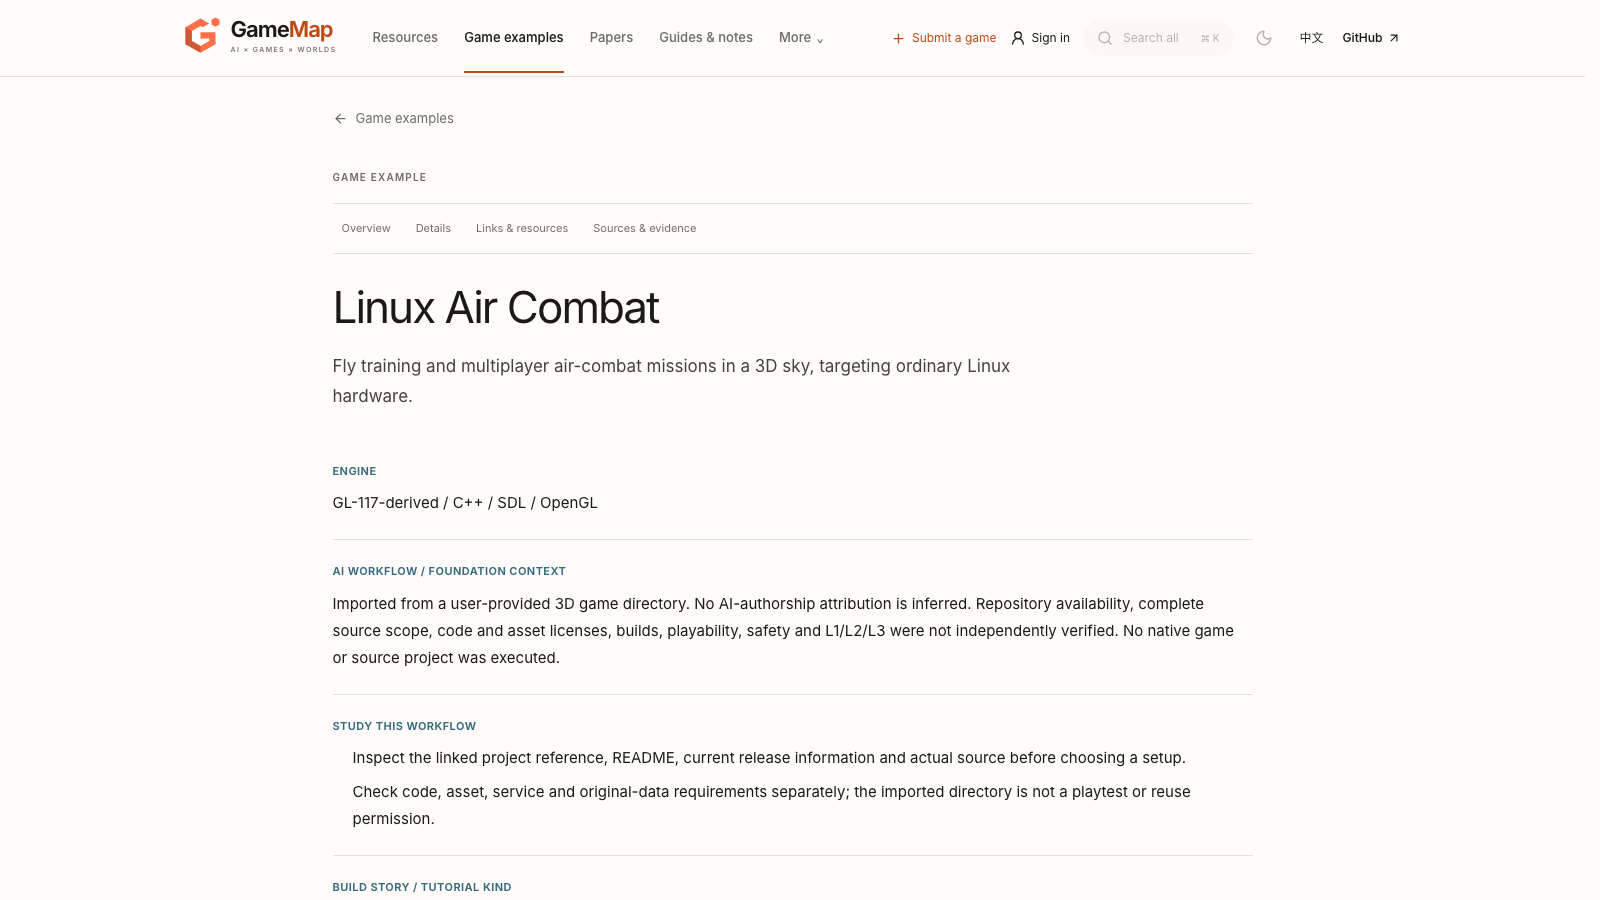 GameMap
AI × GAMES × WORLDS
Resources
Game examples
Papers
Guides & notes
More
Submit a game
Sign in
Search all
⌘ K
中文
GitHub
Game examples
GAME EXAMPLE
Overview
Details
Links & resources
Sources & evidence
Linux Air Combat
Fly training and multiplayer air-combat missions in a 3D sky, targeting ordinary Linux
hardware.
ENGINE
GL-117-derived / C++ / SDL / OpenGL
AI WORKFLOW / FOUNDATION CONTEXT
Imported from a user-provided 3D game directory. No AI-authorship attribution is inferred. Repository availability, complete
source scope, code and asset licenses, builds, playability, safety and L1/L2/L3 were not independently verified. No native game
or source project was executed.
STUDY THIS WORKFLOW
Inspect the linked project reference, README, current release information and actual source before choosing a setup.
Check code, asset, service and original-data requirements separately; the imported directory is not a playtest or reuse
permission.
BUILD STORY / TUTORIAL KIND